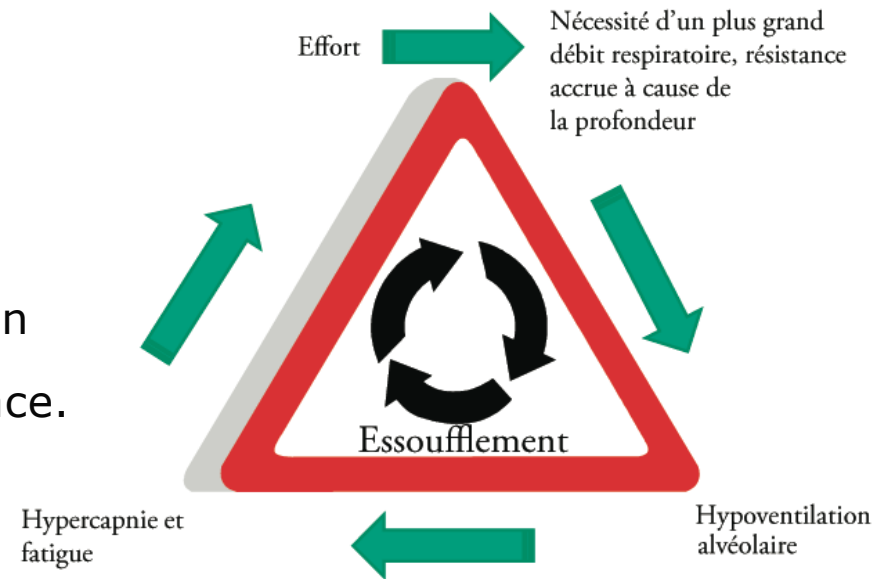 Effort
Nécessité d’un plus grand
débit respiratoire, résistance
accrue à cause de
la profondeur
Essoufflement
Hypercapnie et
fatigue
Hypoventilation
alvéolaire